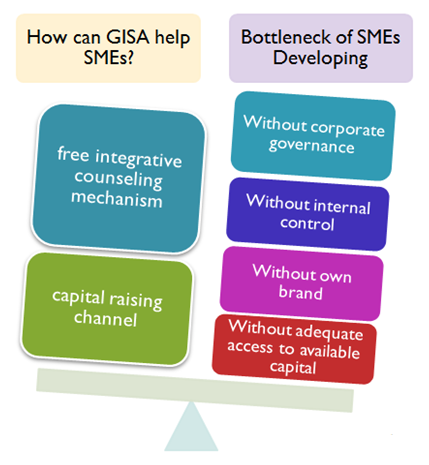 How can GISA help
SMEs?
free integrative
counseling
mechanism
capital raising
channel
Bottleneck of SMEs
Developing
Without corporate
governance
Without internal
control
Without own
brand
Without adequate
access to available
capital